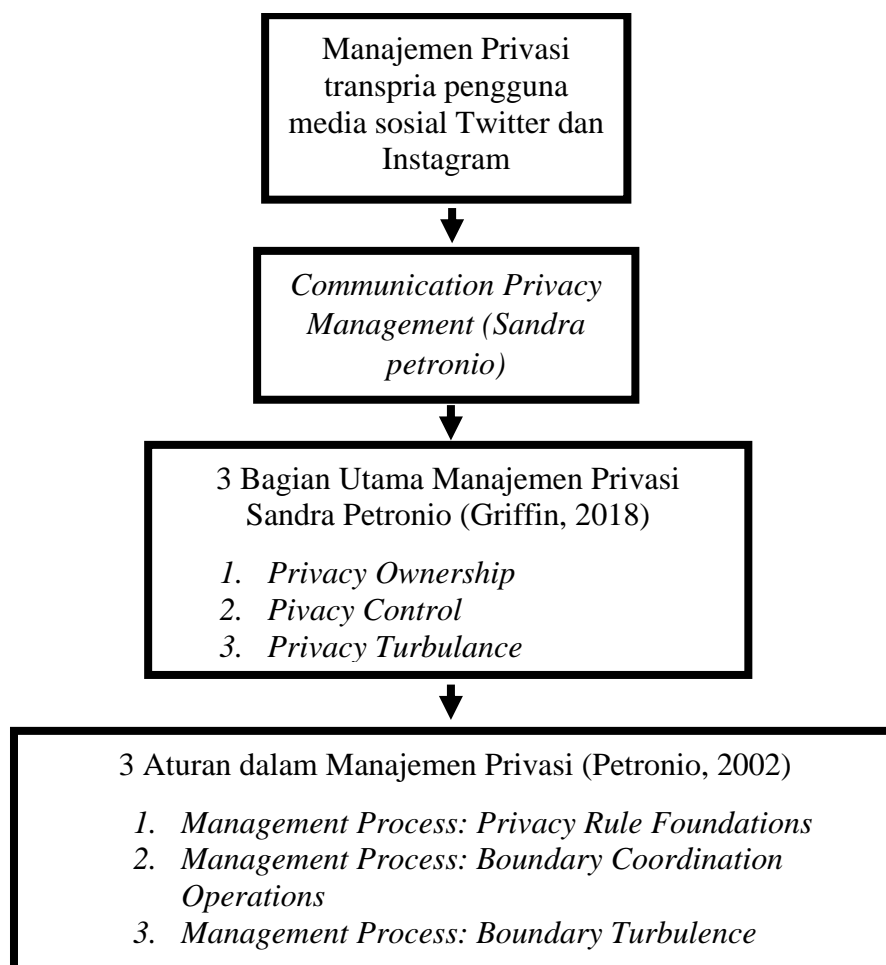 Manajemen Privasi
transpria pengguna
media sosial Twitter dan
Instagram
Communication Privacy
Management (Sandra
petronio)
3 Bagian Utama Manajemen Privasi
Sandra Petronio (Griffin, 2018)
1. Privacy Ownership
2. Pivacy Control
3. Privacy Turbulance
3 Aturan dalam Manajemen Privasi (Petronio, 2002)
1. Management Process: Privacy Rule Foundations
2. Management Process: Boundary Coordination
Operations
3. Management Process: Boundary Turbulence